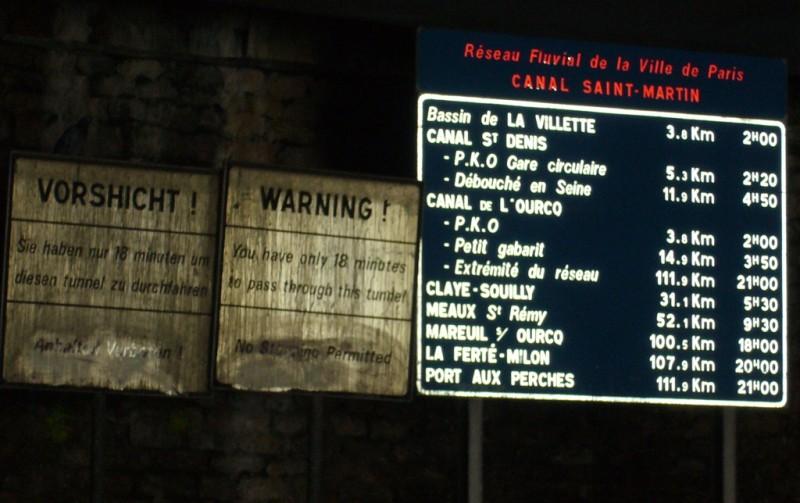 VORSHICHT !
Sie haben nur 18 minuten um
diesen tunnel zu durchfahren
Anhalten
WARNING !
You have only 18 minutes
to pass through this tunnel
No Stopping Permitted
Réseau Fluvial de la Ville de Paris
CANAL SAINT-MARTIN
Bassin de LA VILLETTE 3.8 Km 2H00
CANAL ST DENIS
- P.K.O Gare circulaire 5.3 Km 2H20
- Débouché en Seine 11.9 Km 4H50
CANAL DE L'OURCQ
- P.K.O 3.8 Km 2H00
- Petit gabarit 14.9 Km 3H50
- Extrémité du réseau 111.9 Km 21H00
CLAYE-SOUILLY 31.1 Km 5H30
MEAUX St Rémy 52.1 Km 9H30
MAREUIL S/ OURCQ 100.5 Km 18H00
LA FERTÉ-MILON 107.9 Km 20H00
PORT AUX PERCHES 111.9 Km 21H00